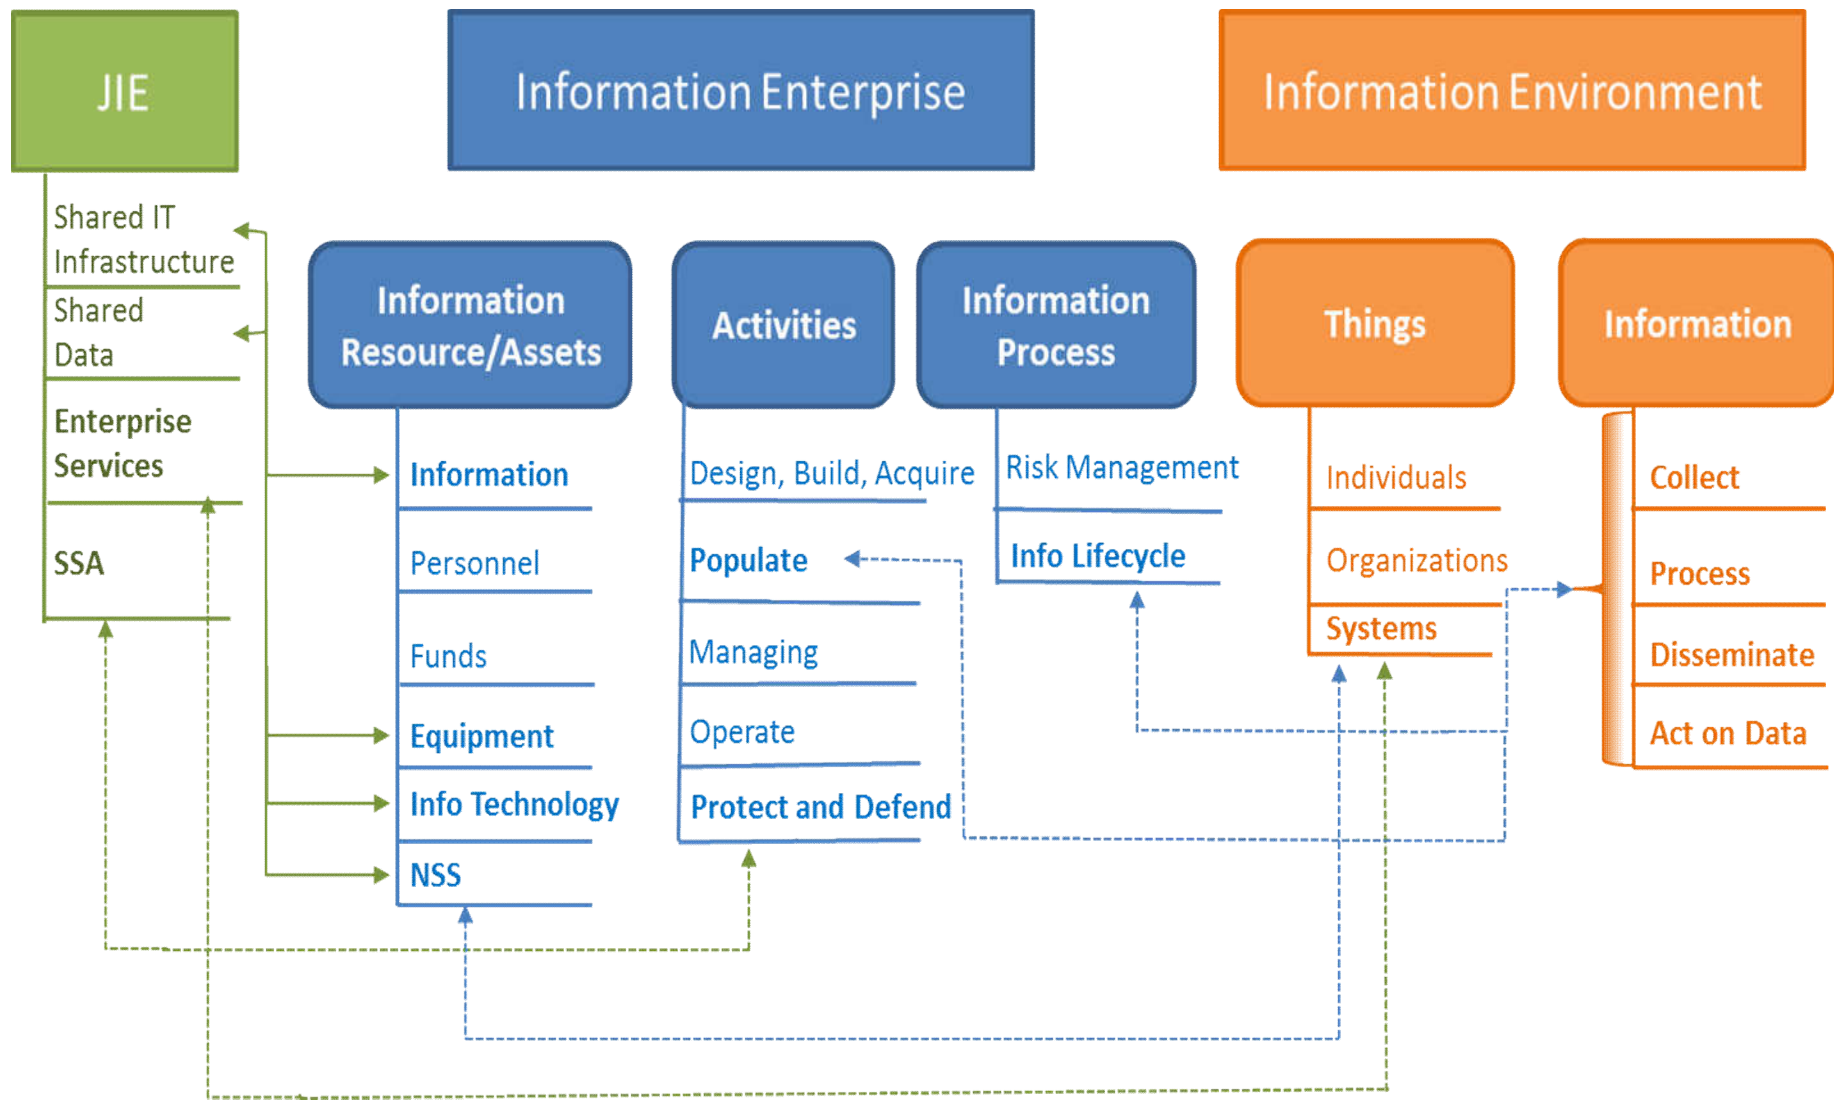 JIE
Information Enterprise
Information Environment
Shared IT
Infrastructure
Shared
Data
Enterprise
Services
SSA
Information
Resource/Assets
Information
Personnel
Funds
Equipment
Info Technology
NSS
Activities
Design, Build, Acquire
Populate
Managing
Operate
Protect and Defend
Information
Process
Risk Management
Info Lifecycle
Things
Individuals
Organizations
Systems
Information
Collect
Process
Disseminate
Act on Data